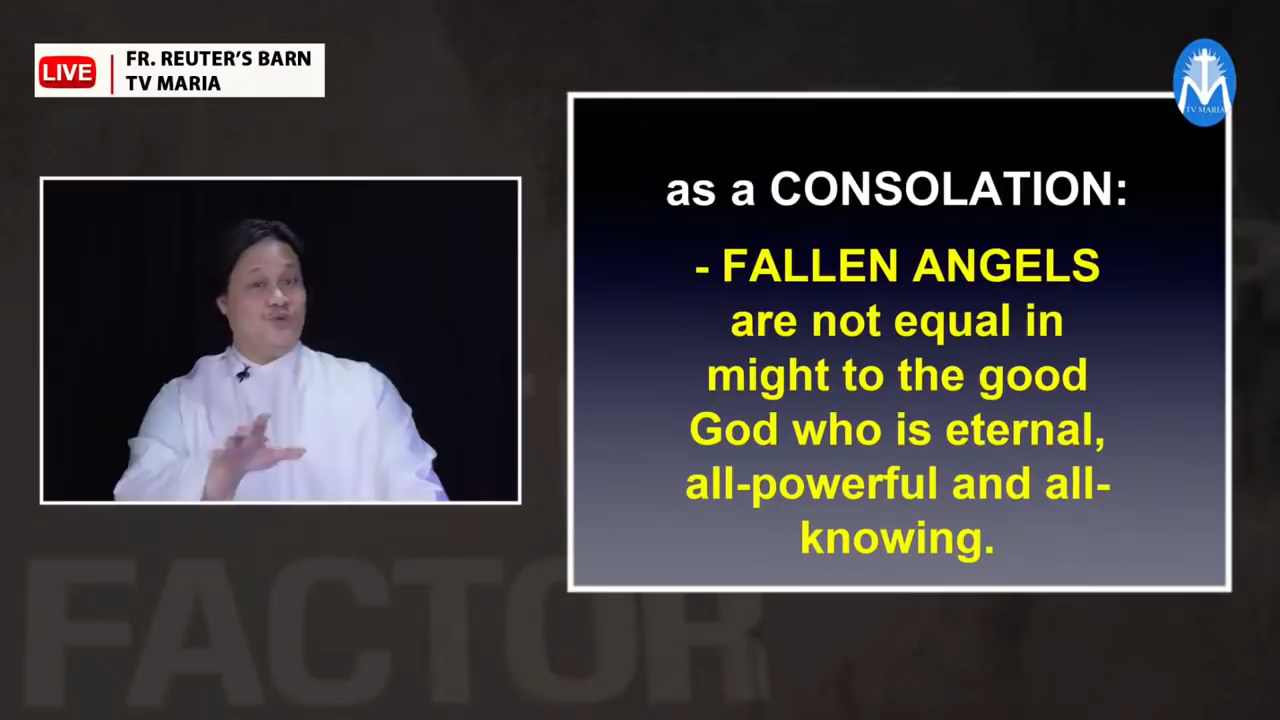 LIVE
FR. REUTER'S BARN
TV MARIA
TV MARIA
as a CONSOLATION:
- FALLEN ANGELS
are not equal in
might to the good
God who is eternal,
all-powerful and all-
knowing.
FACTOR